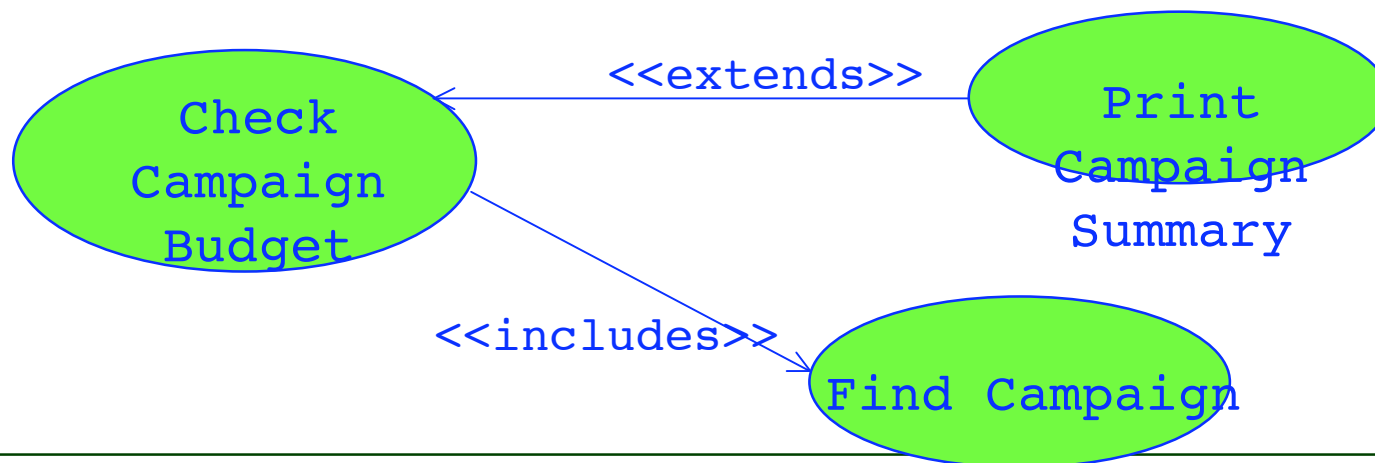 Check
Campaign
Budget
<<extends>>
Print
Campaign
Summary
<<includes>>
Find Campaign